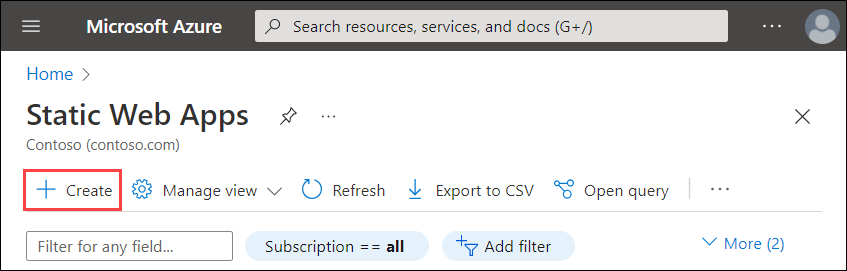 Microsoft Azure Search resources, services, and docs (G+/) ...
Home >
Static Web Apps ...
Contoso (contoso.com)
+ Create Manage view Refresh Export to CSV Open query ...
Filter for any field... Subscription == all Add filter More (2)